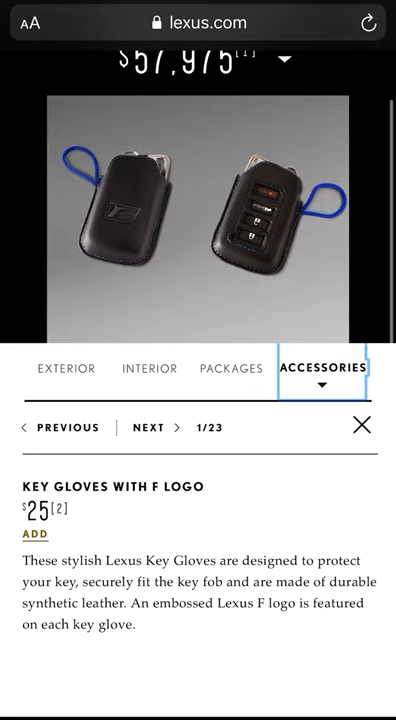 AA lexus.com
$57,975[1]
EXTERIOR INTERIOR PACKAGES ACCESSORIES
PREVIOUS NEXT 1/23
KEY GLOVES WITH F LOGO
$25[2]
ADD
These stylish Lexus Key Gloves are designed to protect
your key, securely fit the key fob and are made of durable
synthetic leather. An embossed Lexus F logo is featured
on each key glove.